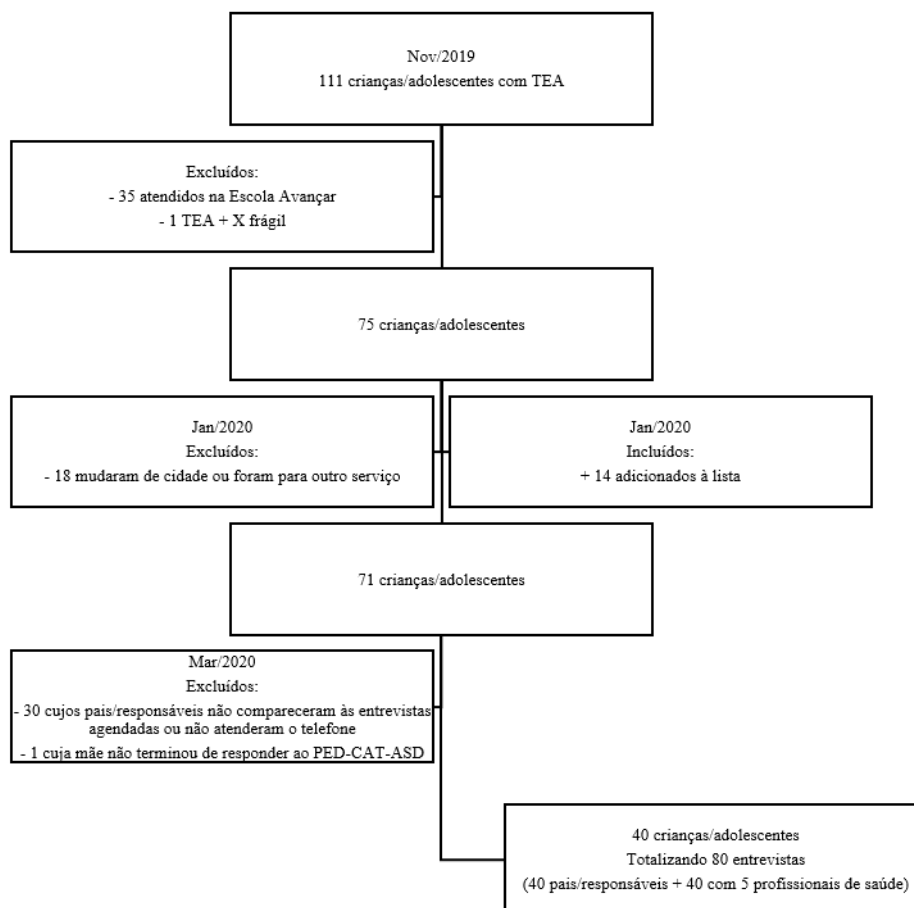 Nov/2019
111 crianças/adolescentes com TEA
Excluídos:
- 35 atendidos na Escola Avançar
- 1 TEA + X frágil
75 crianças/adolescentes
Jan/2020
Excluídos:
- 18 mudaram de cidade ou foram para outro serviço
Jan/2020
Incluídos:
+ 14 adicionados à lista
71 crianças/adolescentes
Mar/2020
Excluídos:
- 30 cujos pais/responsáveis não compareceram às entrevistas
agendadas ou não atenderam o telefone
- 1 cuja mãe não terminou de responder ao PED-CAT-ASD
40 crianças/adolescentes
Totalizando 80 entrevistas
(40 pais/responsáveis + 40 com 5 profissionais de saúde)